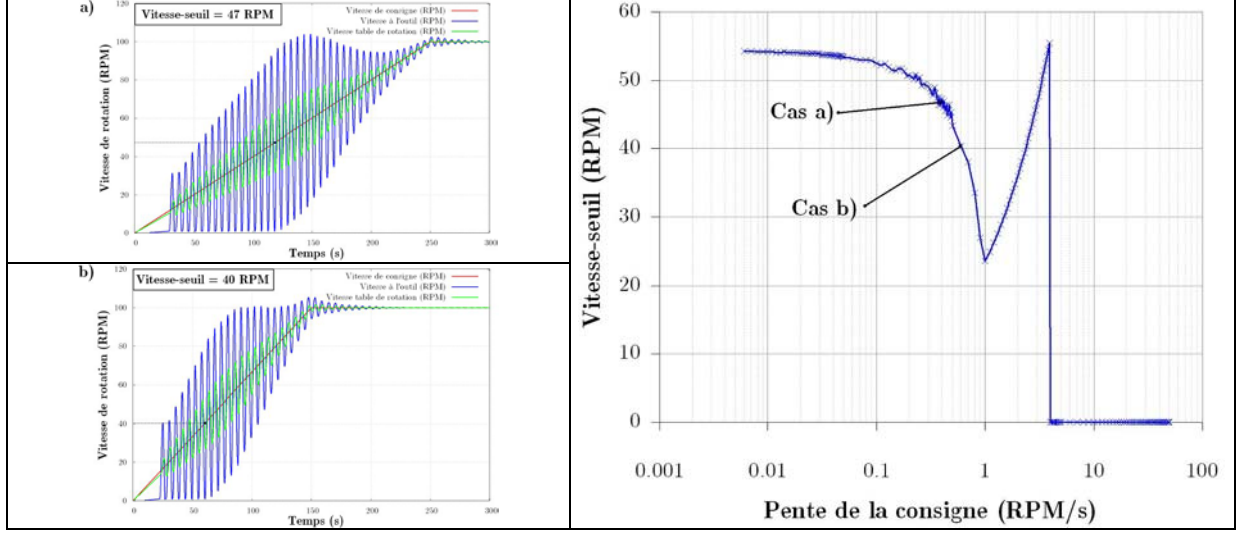 a)
Vitesse-seuil = 47 RPM
Vitesse de consigne (RPM)
Vitesse à l'outil (RPM)
Vitesse table de rotation (RPM)
Vitesse de rotation (RPM)
120
100
80
60
40
20
0
0 50 100 150 200 250 300
Temps (s)
b)
Vitesse-seuil = 40 RPM
Vitesse de consigne (RPM)
Vitesse à l'outil (RPM)
Vitesse table de rotation (RPM)
Vitesse de rotation (RPM)
120
100
80
60
40
20
0
0 50 100 150 200 250 300
Temps (s)
Vitesse-seuil (RPM)
60
50
40
30
20
10
0
Cas a)
Cas b)
0.001 0.01 0.1 1 10 100
Pente de la consigne (RPM/s)